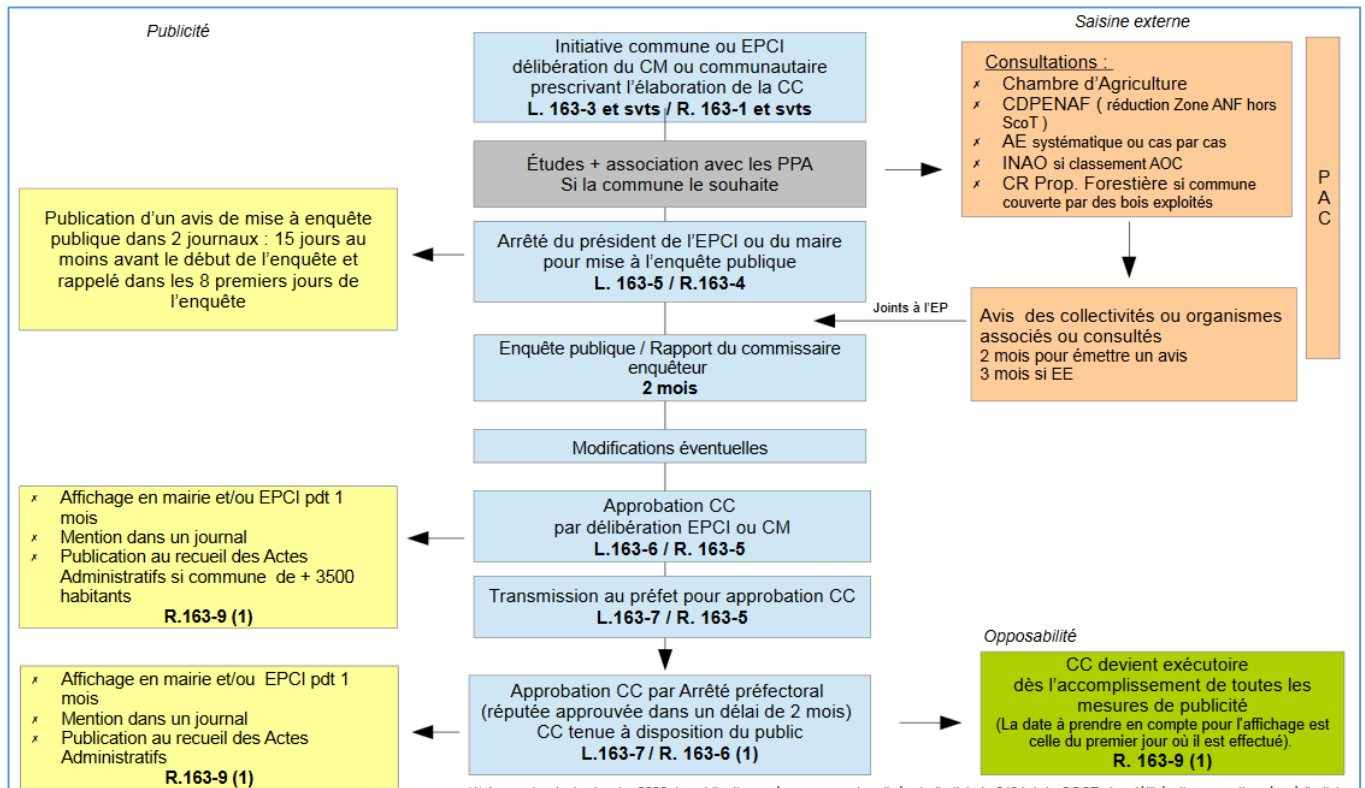 Publicité
Saisine externe
Initiative commune ou EPCI
délibération du CM ou communautaire
prescrivant l'élaboration de la CC
L. 163-3 et svts / R. 163-1 et svts
Études + association avec les PPA
Si la commune le souhaite
Consultations :
✗ Chambre d'Agriculture
✗ CDPENAF ( réduction Zone ANF hors
ScoT )
✗ AE systématique ou cas par cas
✗ INAO si classement AOC
✗ CR Prop. Forestière si commune
couverte par des bois exploités
P
A
C
Publication d'un avis de mise à enquête
publique dans 2 journaux : 15 jours au
moins avant le début de l'enquête et
rappelé dans les 8 premiers jours de
l'enquête
Arrêté du président de l'EPCI ou du maire
pour mise à l'enquête publique
L. 163-5 / R.163-4
Joints à l'EP
Avis des collectivités ou organismes
associés ou consultés
2 mois pour émettre un avis
3 mois si EE
Enquête publique / Rapport du commissaire
enquêteur
2 mois
Modifications éventuelles
✗ Affichage en mairie et/ou EPCI pdt 1
mois
✗ Mention dans un journal
✗ Publication au recueil des Actes
Administratifs si commune de + 3500
habitants
R.163-9 (1)
Approbation CC
par délibération EPCI ou CM
L.163-6 / R. 163-5
Transmission au préfet pour approbation CC
L.163-7 / R. 163-5
Opposabilité
✗ Affichage en mairie et/ou EPCI pdt 1
mois
✗ Mention dans un journal
✗ Publication au recueil des Actes
Administratifs
R.163-9 (1)
Approbation CC par Arrêté préfectoral
(réputée approuvée dans un délai de 2 mois)
CC tenue à disposition du public
L.163-7 / R. 163-6 (1)
CC devient exécutoire
dès l'accomplissement de toutes les
mesures de publicité
(La date à prendre en compte pour l'affichage est
celle du premier jour où il est effectué).
R. 163-9 (1)